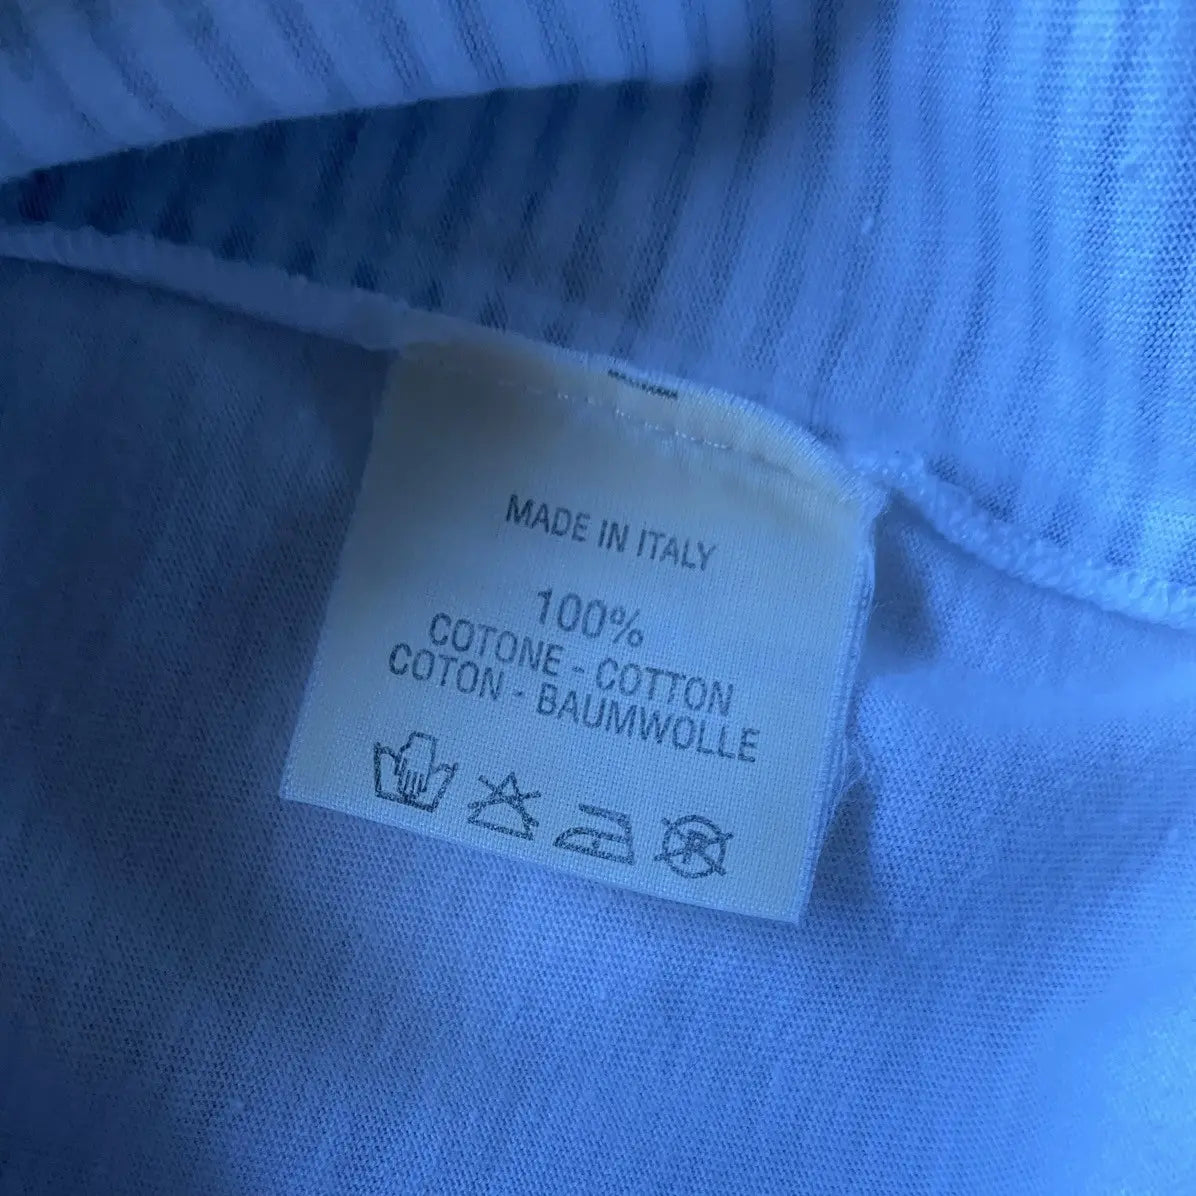 MADE IN ITALY
100%
COTONE - COTTON
COTON - BAUMWOLLE